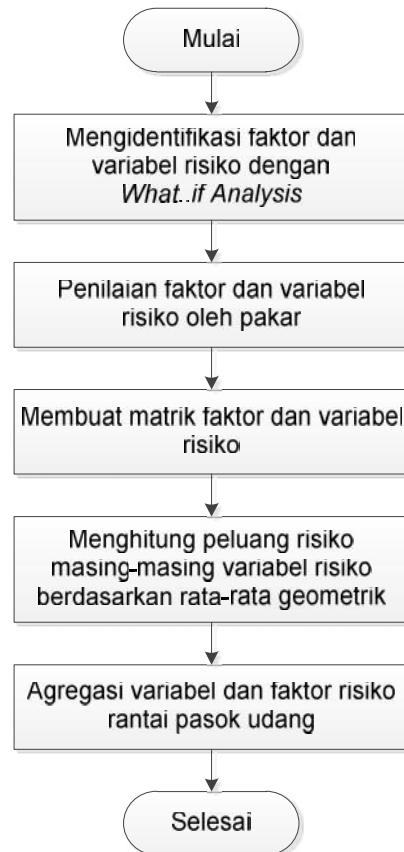 Mulai
Mengidentifikasi faktor dan
variabel risiko dengan
What..if Analysis
Penilaian faktor dan variabel
risiko oleh pakar
Membuat matrik faktor dan variabel
risiko
Menghitung peluang risiko
masing-masing variabel risiko
berdasarkan rata-rata geometrik
Agregasi variabel dan faktor risiko
rantai pasok udang
Selesai